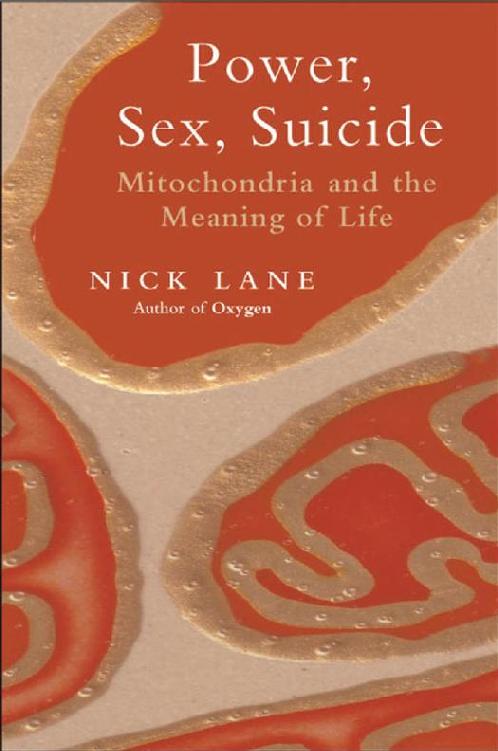 Power,
Sex, Suicide
Mitochondria and the
Meaning of Life
NICK LANE
Author of Oxygen